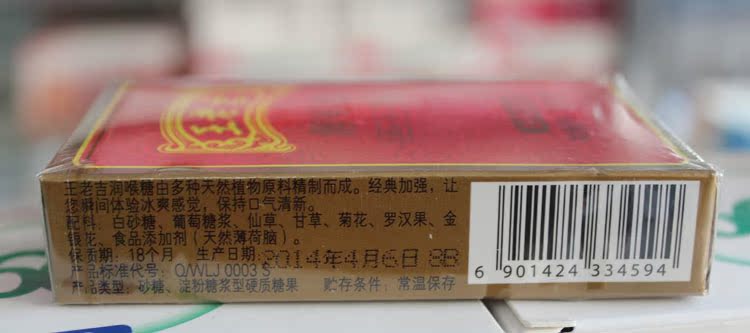 王老吉润喉糖由多种天然植物原料精制而成。经典加强，让
您瞬间体验冰爽感觉，保持口气清新。
配料：白砂糖、葡萄糖浆、仙草、甘草、菊花、罗汉果、金
银花、食品添加剂（天然薄荷脑）。
保质期：18个月 生产日期：2014年4月6日 3B
产品标准代号：Q/WLJ 0003 S
产品类型：砂糖、淀粉糖浆型硬质糖果 贮存条件：常温保存
6 901424 334594